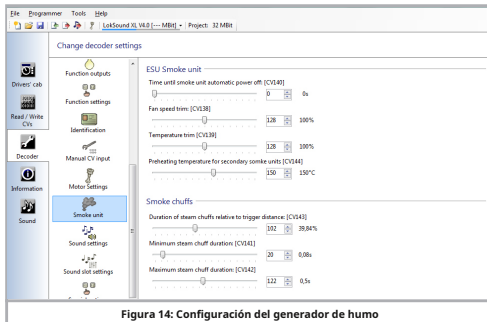 File Programmer Tools Help
LokSound XL V4.0 [--- MBit] Project: 32 MBit
Change decoder settings
Drivers' cab
Read / Write CVs
Decoder
Information
Sound
Function outputs
Function settings
Identification
Manual CV input
Motor Settings
Smoke unit
Sound settings
Sound slot settings
ESU Smoke unit
Time until smoke unit automatic power off: [CV140]
0 0s
Fan speed trim: [CV138]
128 100%
Temperature trim [CV139]
128 100%
Preheating temperature for secondary somke units [CV144]
150 150°C
Smoke chuffs
Duration of steam chuffs relative to trigger distance: [CV143]
102 39,84%
Minimum steam chuff duration: [CV141]
20 0,08s
Maximum steam chuff duration: [CV142]
122 0,5s
Figura 14: Configuración del generador de humo